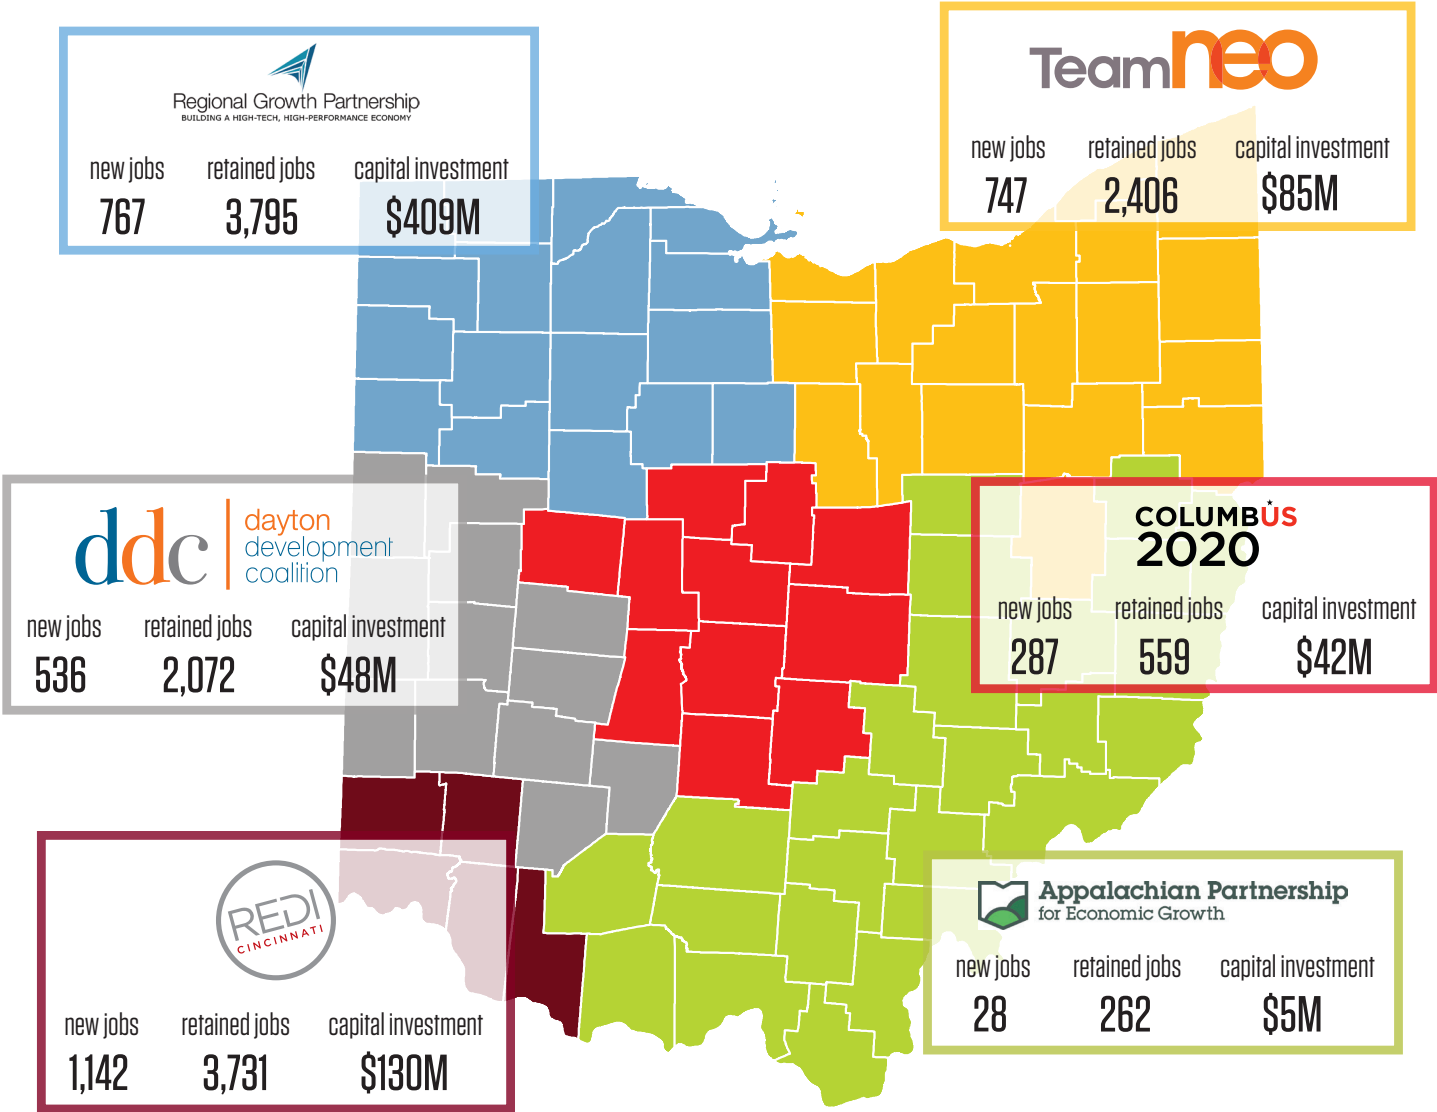 Regional Growth Partnership
BUILDING A HIGH-TECH, HIGH-PERFORMANCE ECONOMY
new jobs retained jobs capital investment
767 3,795 $409M
Teamneo
new jobs retained jobs capital investment
747 2,406 $85M
ddc
dayton
development
coalition
new jobs retained jobs capital investment
536 2,072 $48M
COLUMBUS
2020
new jobs retained jobs capital investment
287 559 $42M
REDI
CINCINNATI
new jobs retained jobs capital investment
1,142 3,731 $130M
Appalachian Partnership
for Economic Growth
new jobs retained jobs capital investment
28 262 $5M